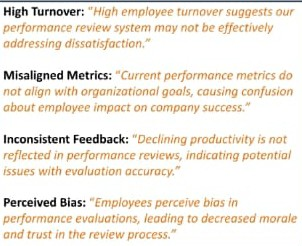 High Turnover: “High employee turnover suggests our
performance review system may not be effectively
addressing dissatisfaction.”
Misaligned Metrics: “Current performance metrics do
not align with organizational goals, causing confusion
about employee impact on company success.”
Inconsistent Feedback: “Declining productivity is not
reflected in performance reviews, indicating potential
issues with evaluation accuracy.”
Perceived Bias: “Employees perceive bias in
performance evaluations, leading to decreased morale
and trust in the review process.”